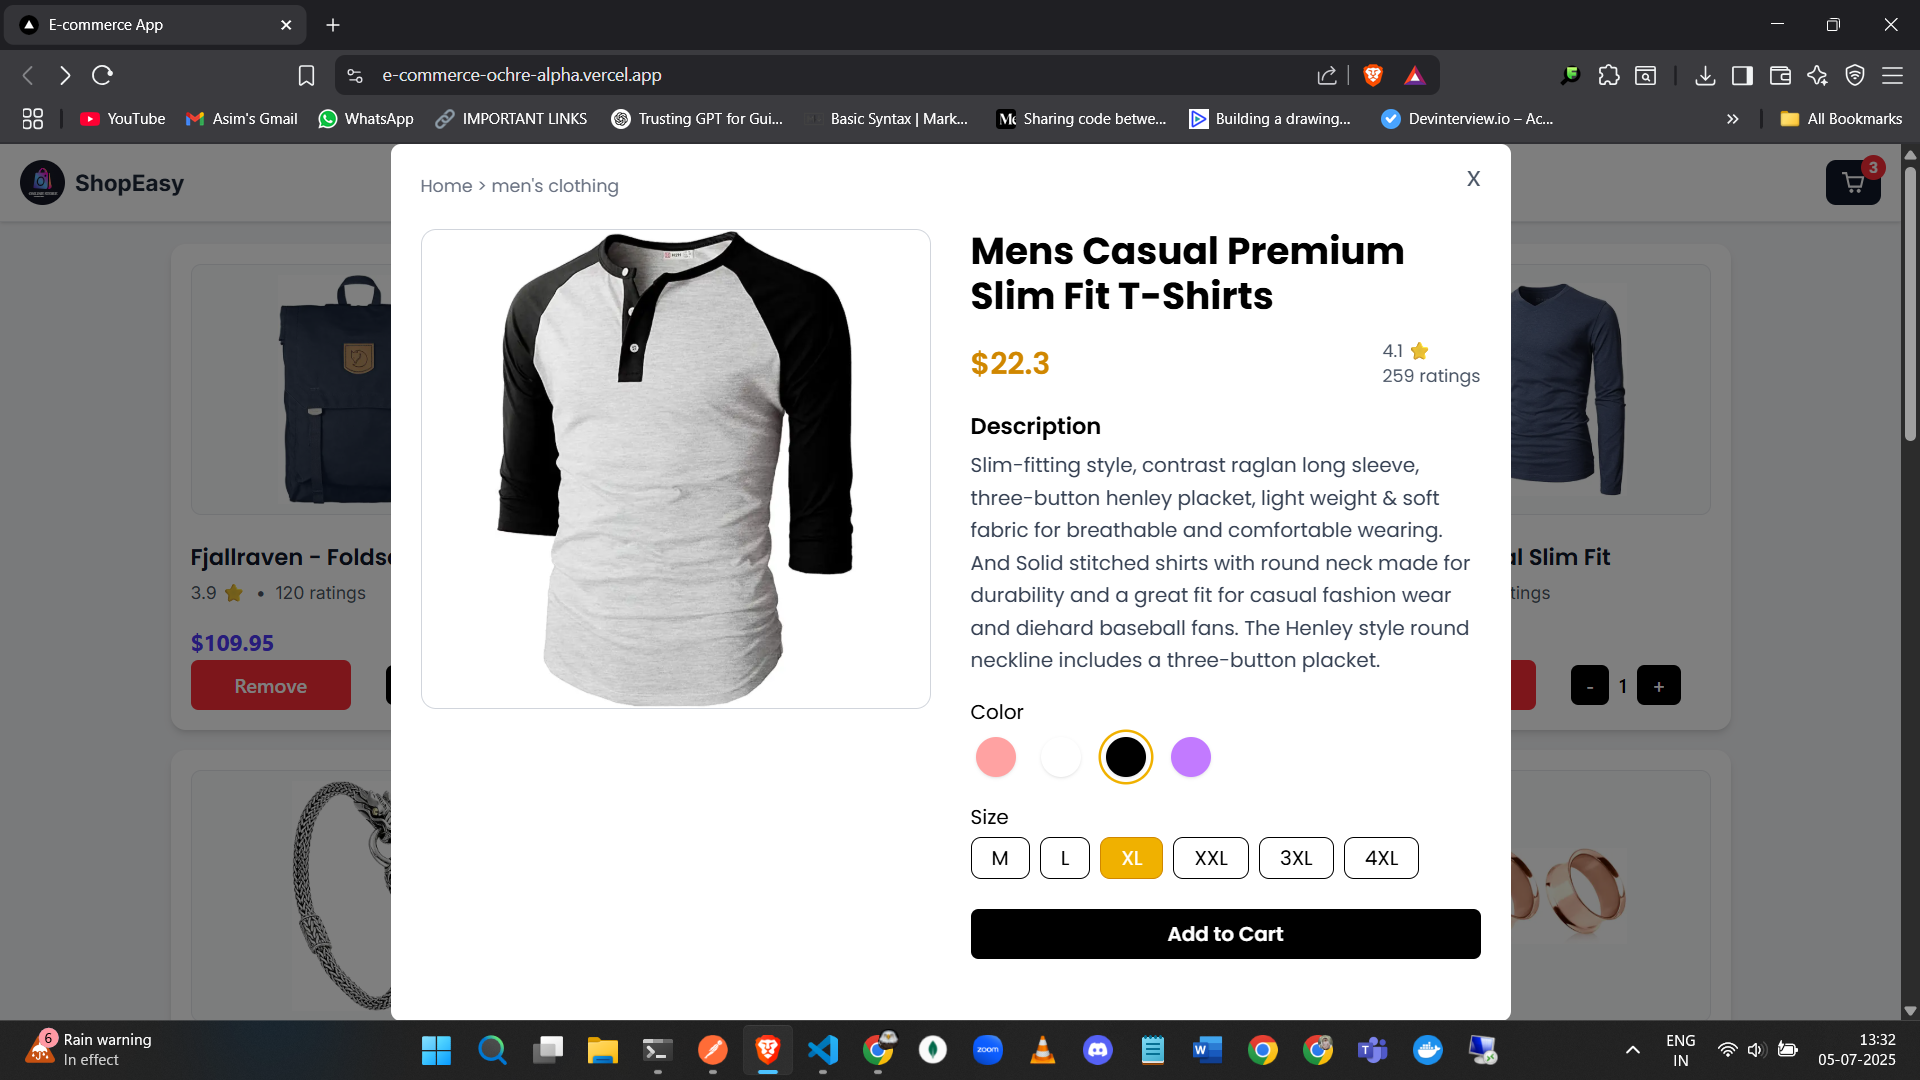 E-commerce App
e-commerce-ochre-alpha.vercel.app
YouTube
Asim's Gmail
WhatsApp
IMPORTANT LINKS
Trusting GPT for Gui...
Basic Syntax | Mark...
Sharing code betwe...
Building a drawing...
Devinterview.io – Ac...
»
All Bookmarks
ShopEasy
3
Home > men's clothing
X
Mens Casual Premium
Slim Fit T-Shirts
$22.3
4.1
259 ratings
Description
Slim-fitting style, contrast raglan long sleeve,
three-button henley placket, light weight & soft
fabric for breathable and comfortable wearing.
And Solid stitched shirts with round neck made for
durability and a great fit for casual fashion wear
and diehard baseball fans. The Henley style round
neckline includes a three-button placket.
Color
Size
M
L
XL
XXL
3XL
4XL
Add to Cart
Fjallraven - Folds
3.9 • 120 ratings
$109.95
Remove
al Slim Fit
tings
- 1 +
6
Rain warning
In effect
zoom
ENG
IN
13:32
05-07-2025